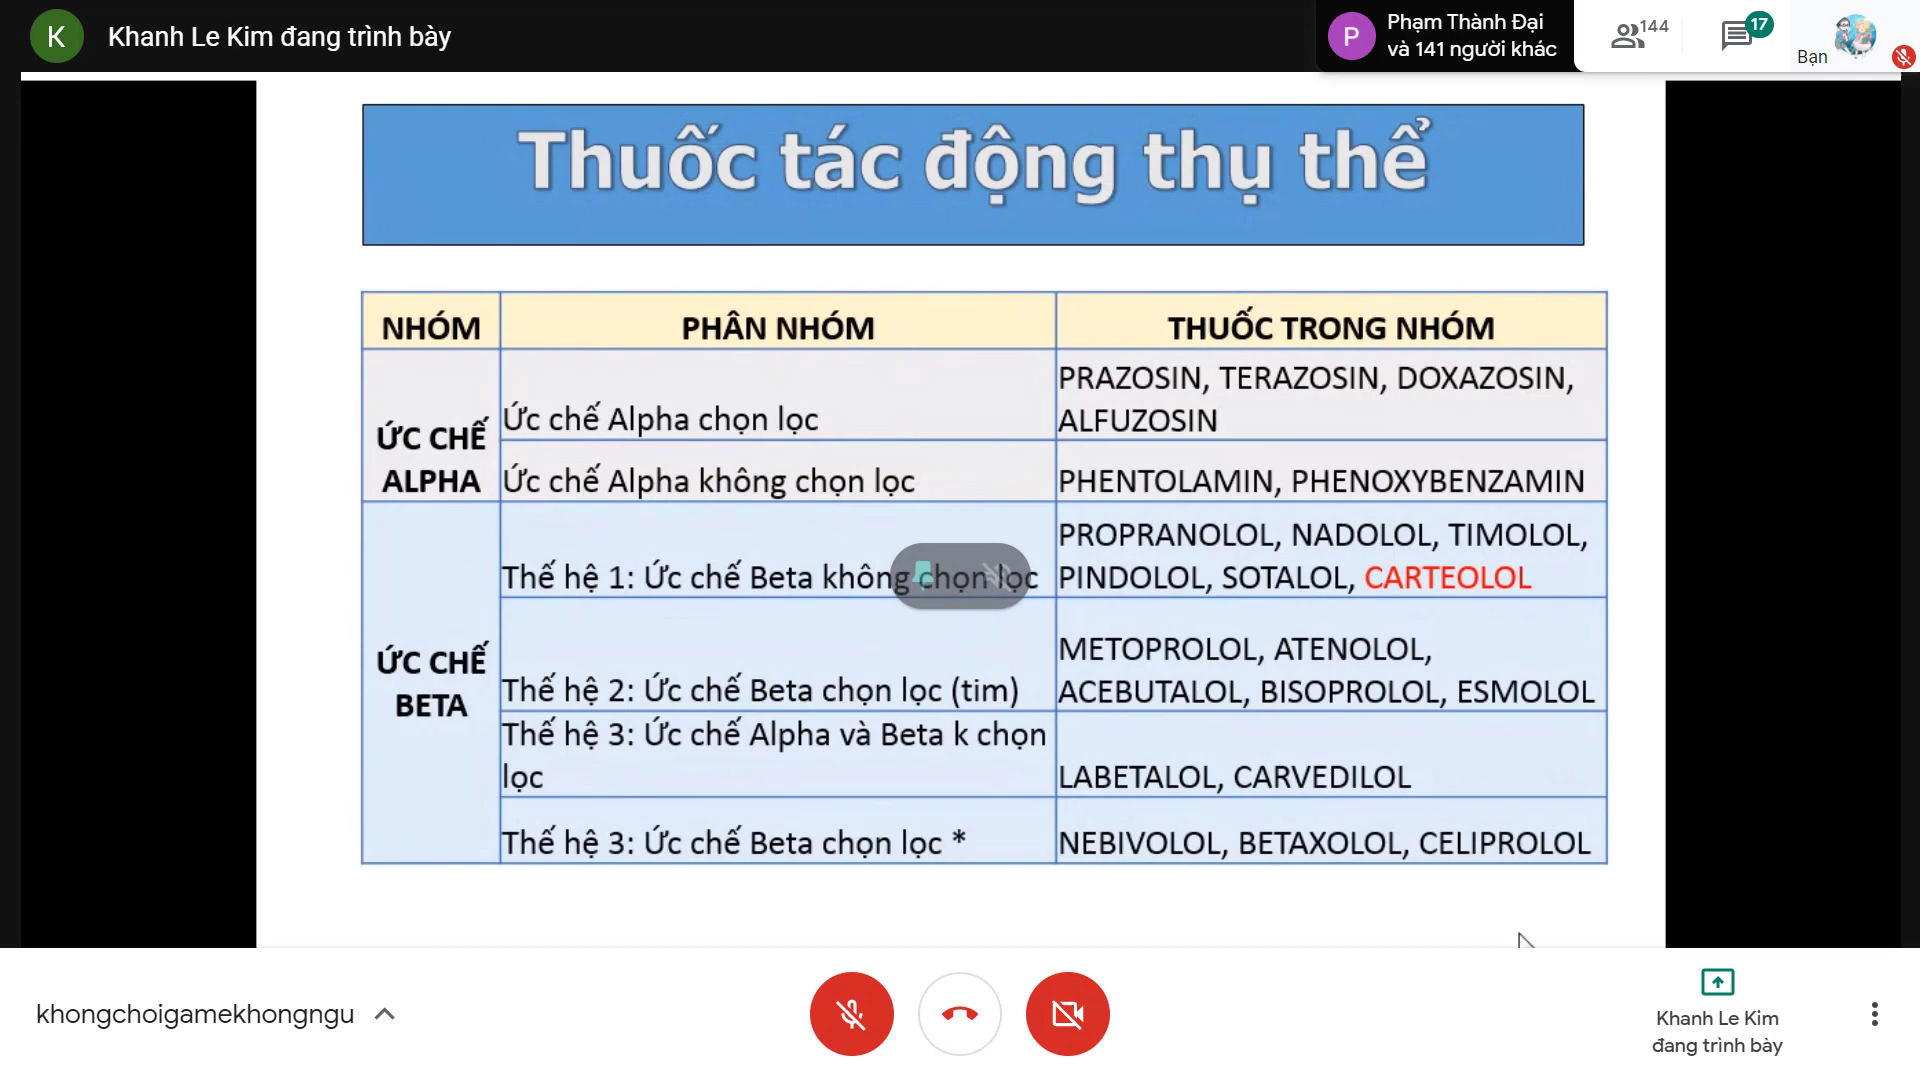 K
Khanh Le Kim đang trình bày
P
Phạm Thành Đại
và 141 người khác
144
17
Bạn
Thuốc tác động thụ thể
NHÓM
PHÂN NHÓM
THUỐC TRONG NHÓM
ỨC CHẾ
ALPHA
Ức chế Alpha chọn lọc
PRAZOSIN, TERAZOSIN, DOXAZOSIN,
ALFUZOSIN
Ức chế Alpha không chọn lọc
PHENTOLAMIN, PHENOXYBENZAMIN
ỨC CHẾ
BETA
Thế hệ 1: Ức chế Beta không chọn lọc
PROPRANOLOL, NADOLOL, TIMOLOL,
PINDOLOL, SOTALOL, CARTEOLOL
Thế hệ 2: Ức chế Beta chọn lọc (tim)
METOPROLOL, ATENOLOL,
ACEBUTALOL, BISOPROLOL, ESMOLOL
Thế hệ 3: Ức chế Alpha và Beta k chọn
lọc
LABETALOL, CARVEDILOL
Thế hệ 3: Ức chế Beta chọn lọc *
NEBIVOLOL, BETAXOLOL, CELIPROLOL
khongchoigamekhongngu
Khanh Le Kim
đang trình bày